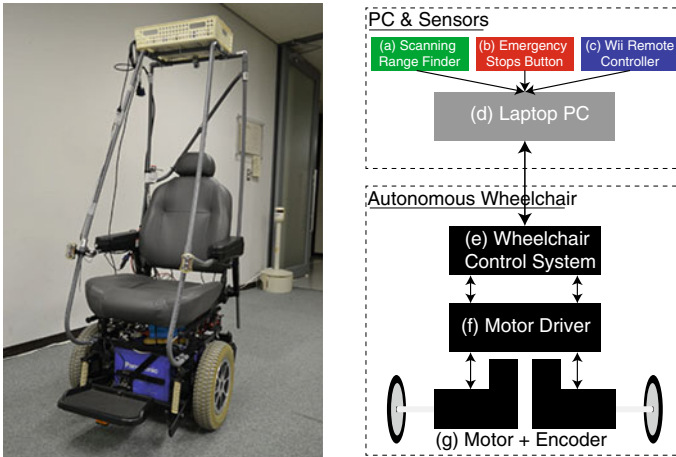 PC & Sensors
(a) Scanning
Range Finder
(b) Emergency
Stops Button
(c) Wii Remote
Controller
(d) Laptop PC
Autonomous Wheelchair
(e) Wheelchair
Control System
(f) Motor Driver
(g) Motor + Encoder